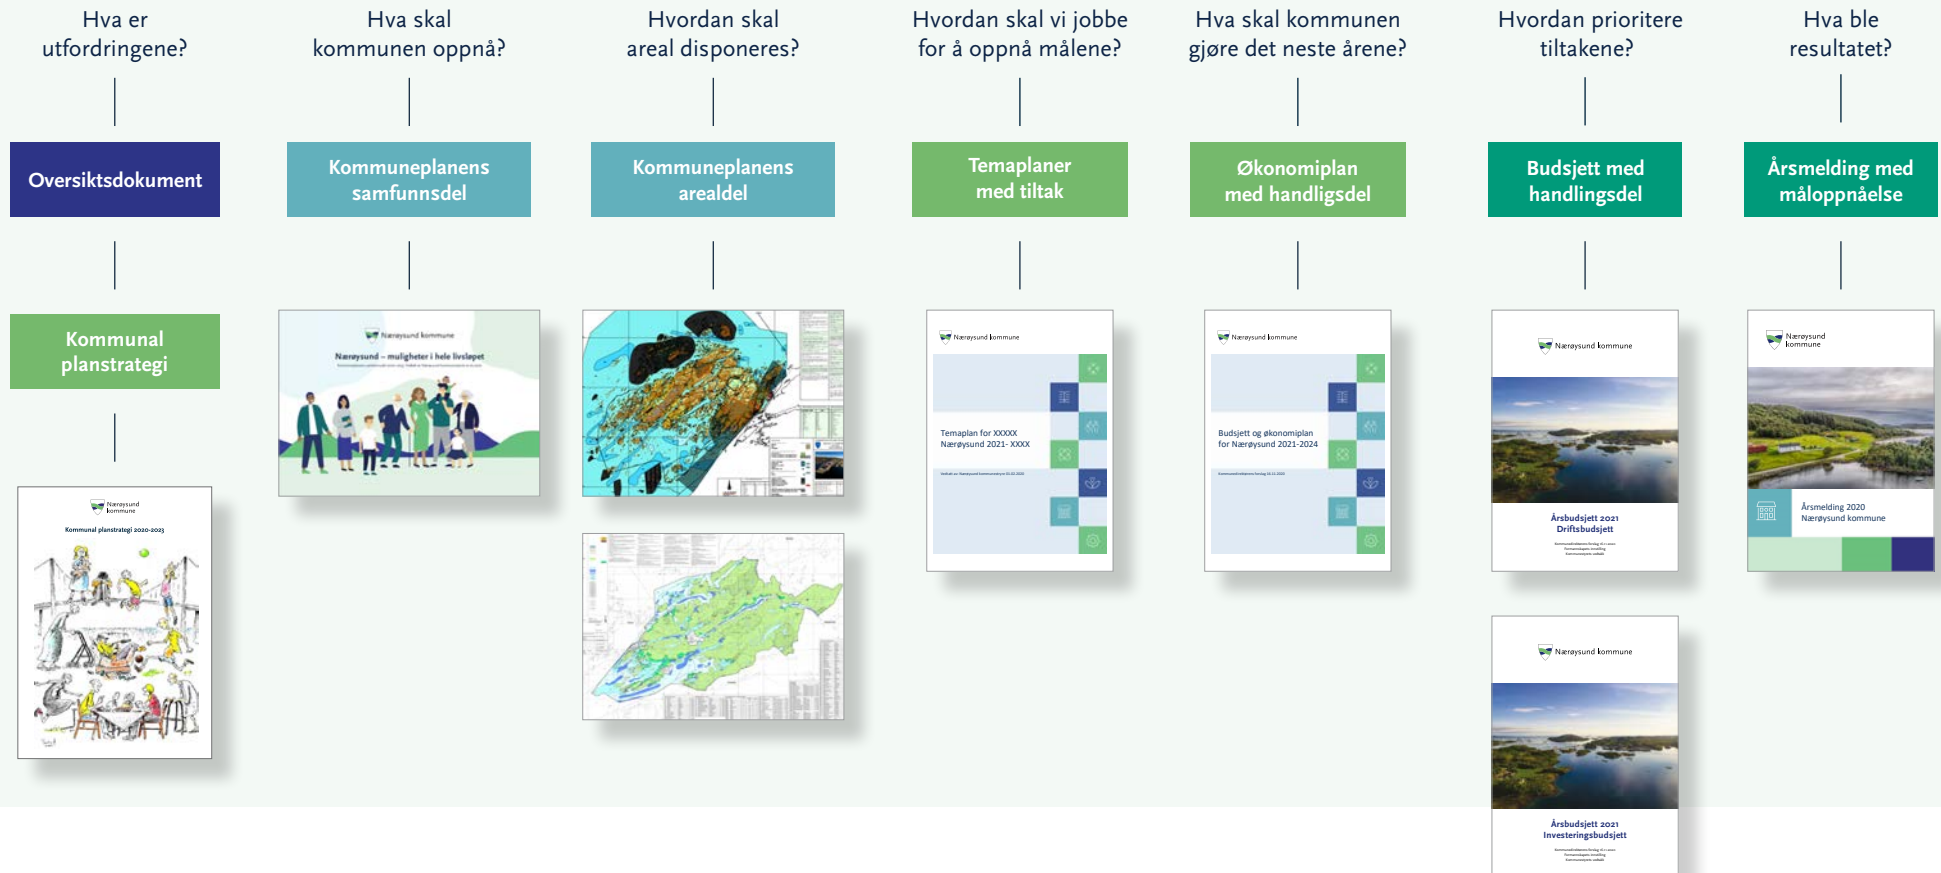 Hva er
utfordringene?
Oversiktsdokument
Kommunal
planstrategi
Nærøysund
kommune
Kommunal planstrategi 2020-2023
Hva skal
kommunen oppnå?
Kommuneplanens
samfunnsdel
Nærøysund kommune
Nærøysund – muligheter i hele livsløpet
Hvordan skal
areal disponeres?
Kommuneplanens
arealdel
Hvordan skal vi jobbe
for å oppnå målene?
Temaplaner
med tiltak
Nærøysund kommune
Temaplan for XXXXX
Nærøysund 2021- XXXX
Hva skal kommunen
gjøre det neste årene?
Økonomiplan
med handligsdel
Nærøysund kommune
Budsjett og økonomiplan
for Nærøysund 2021-2024
Hvordan prioritere
tiltakene?
Budsjett med
handlingsdel
Nærøysund kommune
Årsbudsjett 2021
Driftsbudsjett
Nærøysund kommune
Årsbudsjett 2021
Investeringsbudsjett
Hva ble
resultatet?
Årsmelding med
måloppnåelse
Nærøysund
kommune
Årsmelding 2020
Nærøysund kommune